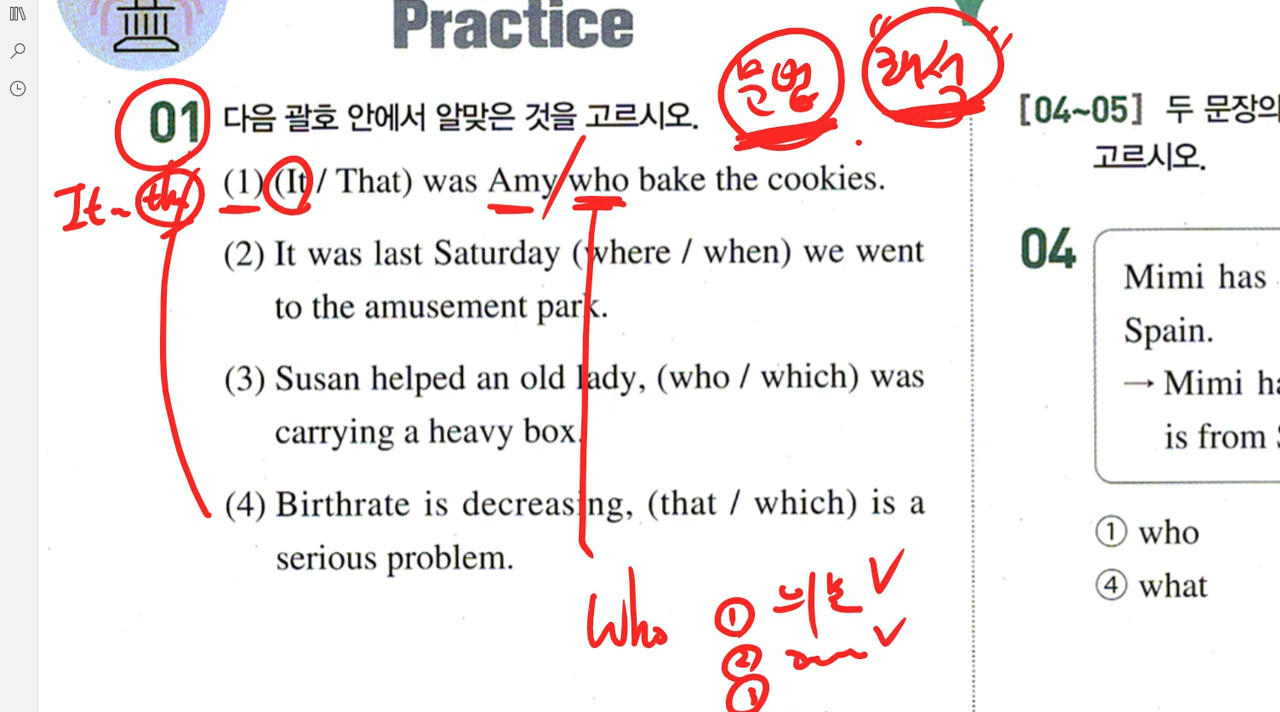 Practice
문법 해석
01 다음 괄호 안에서 알맞은 것을 고르시오.
It ~ that
(1) (It / That) was Amy who bake the cookies.
(2) It was last Saturday (where / when) we went
to the amusement park.
(3) Susan helped an old lady, (who / which) was
carrying a heavy box.
(4) Birthrate is decreasing, (that / which) is a
serious problem.
Who ① 의문
②
③
[04~05] 두 문장의
고르시오.
04
Mimi has
Spain.
→ Mimi ha
is from S
① who
④ what